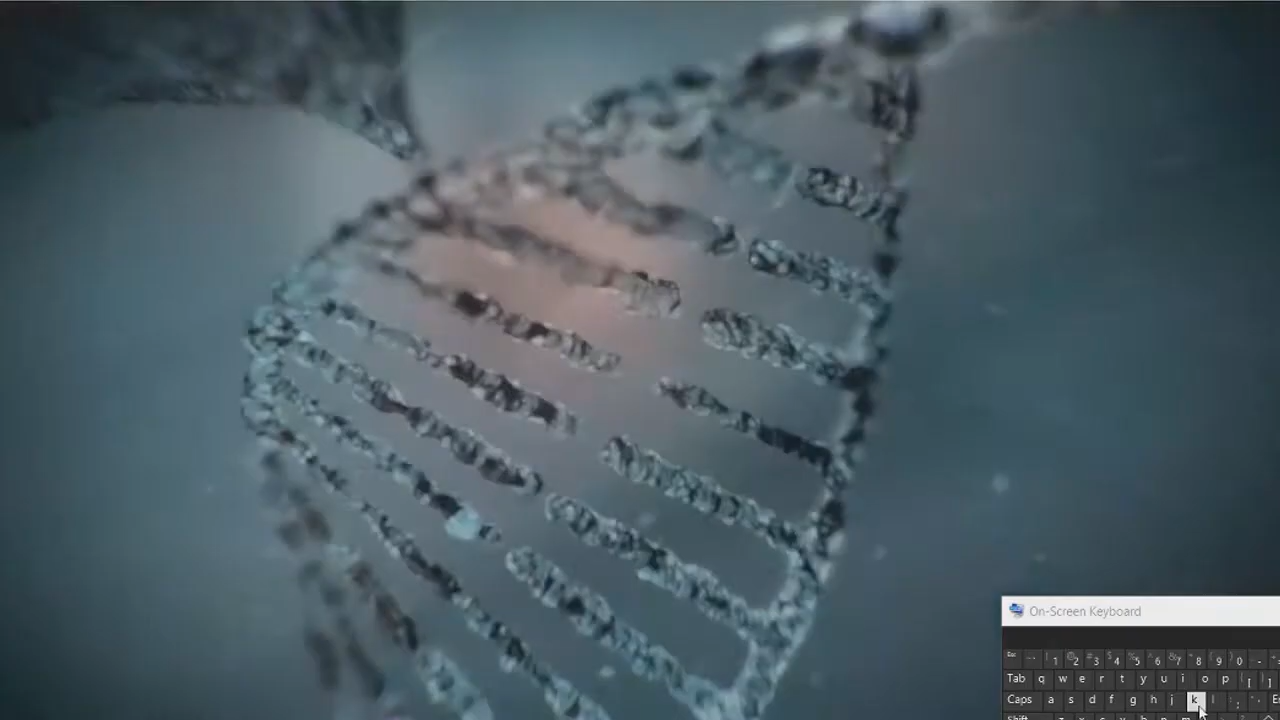 On-Screen Keyboard
1 2 3 4 5 6 7 8 9 0 -
Tab q w e r t y u i o p [ ]
Caps a s d f g h j k l ; '